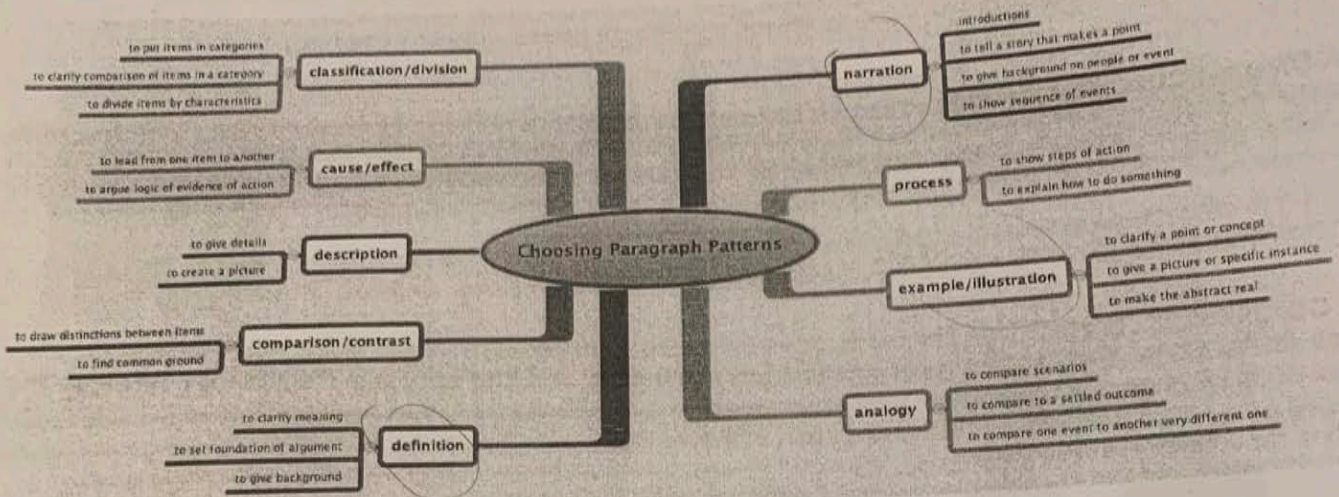 Choosing Paragraph Patterns
classification/division
to put items in categories
to clarify comparison of items in a category
to divide items by characteristics
cause/effect
to lead from one item to another
to argue logic of evidence of action
description
to give details
to create a picture
comparison/contrast
to draw distinctions between items
to find common ground
definition
to clarify meaning
to set foundation of argument
to give background
narration
introductions
to tell a story that makes a point
to give background on people or event
to show sequence of events
process
to show steps of action
to explain how to do something
example/illustration
to clarify a point or concept
to give a picture or specific instance
to make the abstract real
analogy
to compare scenarios
to compare to a settled outcome
to compare one event to another very different one